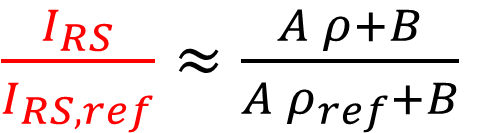 I_RS / I_RS,ref ≈ (A ρ+B) / (A ρ_ref+B)